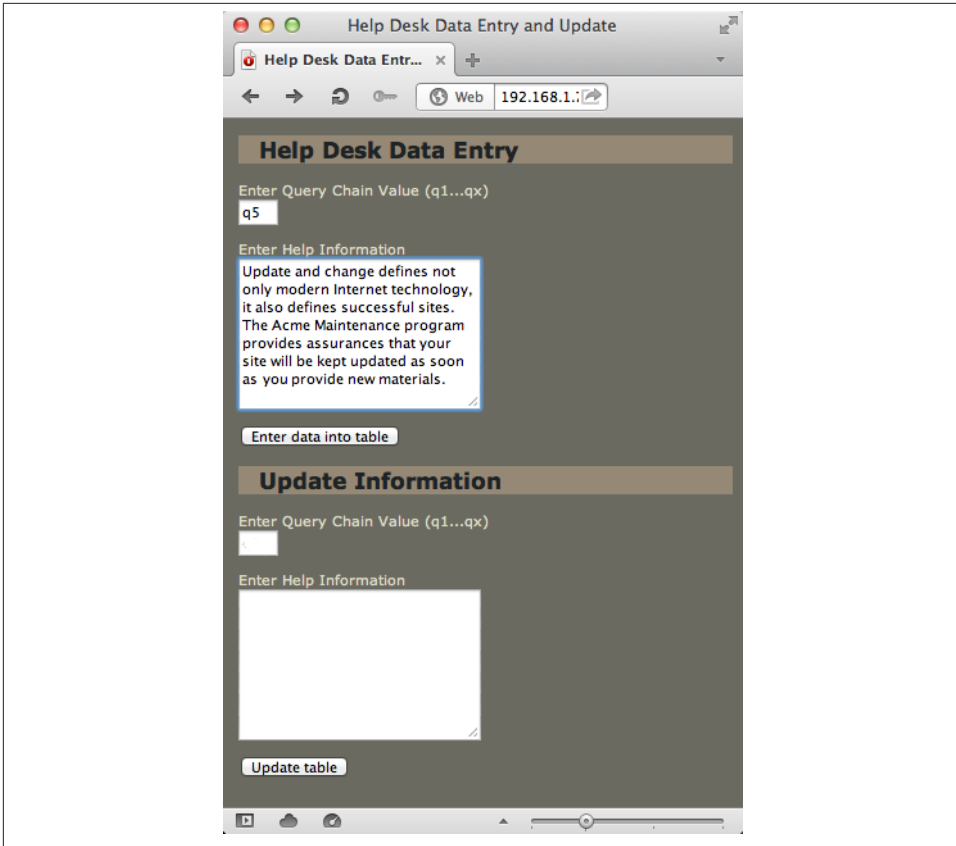 Help Desk Data Entry and Update
Help Desk Data Entr...
Web 192.168.1.
Help Desk Data Entry
Enter Query Chain Value (q1...qx)
q5
Enter Help Information
Update and change defines not
only modern Internet technology,
it also defines successful sites.
The Acme Maintenance program
provides assurances that your
site will be kept updated as soon
as you provide new materials.
Enter data into table
Update Information
Enter Query Chain Value (q1...qx)
Enter Help Information
Update table